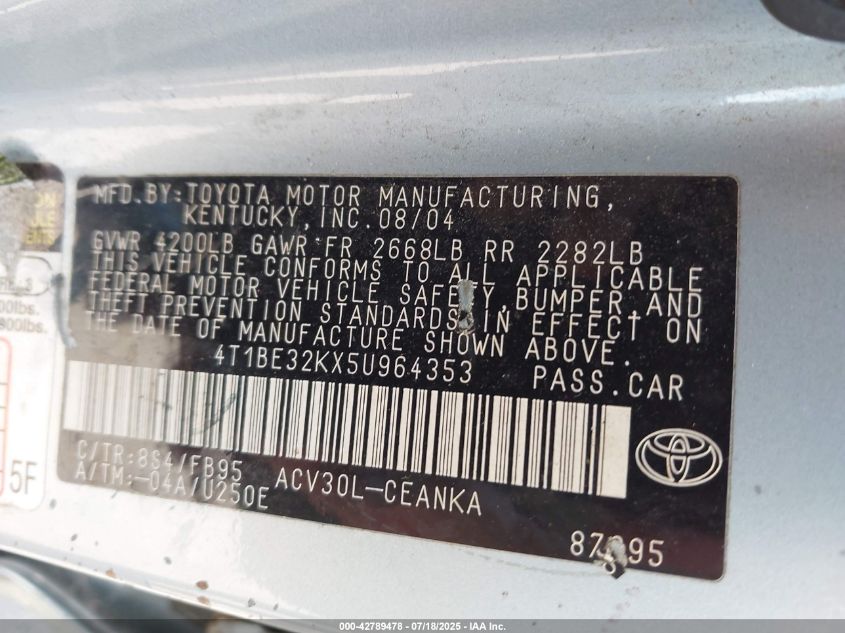 MFD.BY:TOYOTA MOTOR MANUFACTURING,
KENTUCKY,INC. 08/04
GVWR 4200LB GAWR FR 2668LB RR 2282LB
THIS VEHICLE CONFORMS TO ALL APPLICABLE
FEDERAL MOTOR VEHICLE SAFETY,BUMPER,AND
THEFT PREVENTION STANDARDS IN EFFECT ON
THE DATE OF MANUFACTURE SHOWN ABOVE.
4T1BE32KX5U964353 PASS.CAR
C/TR:8S4/FB95
A/TM:-04A/U250E ACV30L-CEANKA
5F
000-42789478 - 07/18/2025 - IAA Inc.